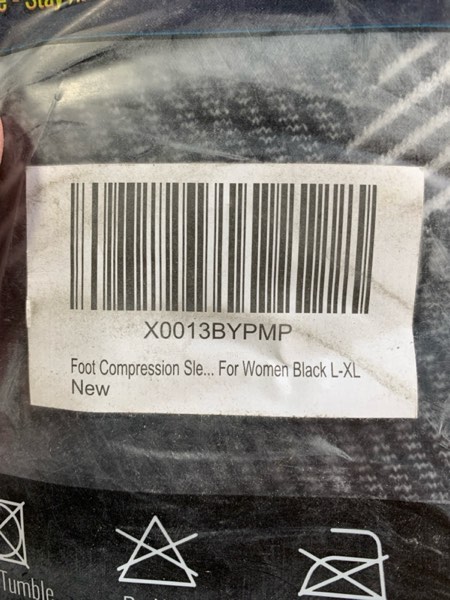 X0013BYPMP
Foot Compression Sle... For Women Black L-XL
New
Tumble